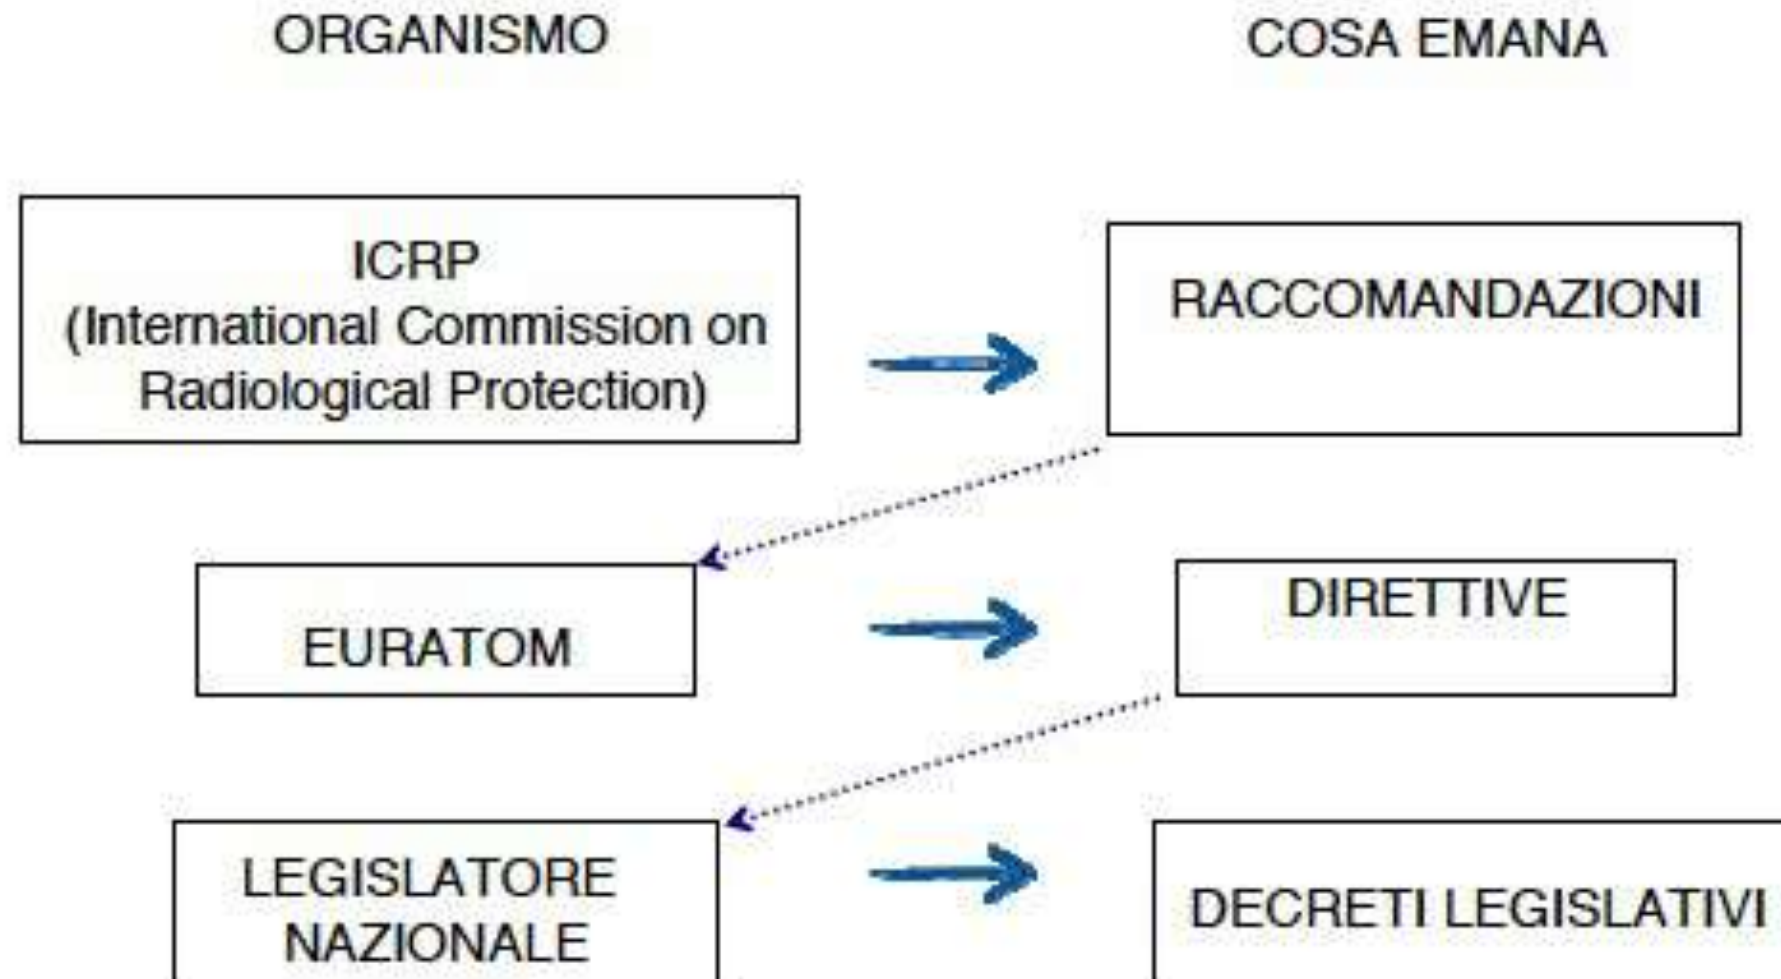 ORGANISMO
COSA EMANA
ICRP
(International Commission on
Radiological Protection)
RACCOMANDAZIONI
EURATOM
DIRETTIVE
LEGISLATORE
NAZIONALE
DECRETI LEGISLATIVI